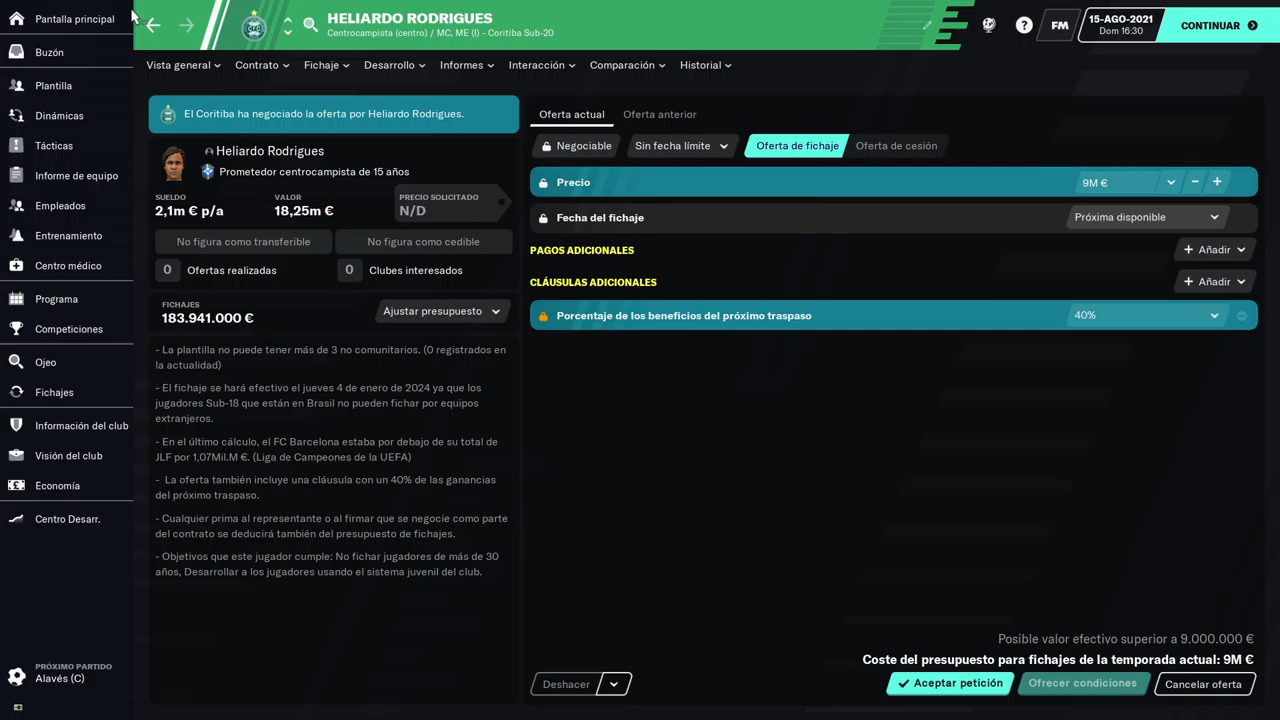 Pantalla principal
Buzón
Plantilla
Dinámicas
Tácticas
Informe de equipo
Empleados
Entrenamiento
Centro médico
Programa
Competiciones
Ojeo
Fichajes
Información del club
Visión del club
Economía
Centro Desarr.
PRÓXIMO PARTIDO
Alavés (C)
HELIARDO RODRIGUES
Centrocampista (centro) / MC, ME (I) - Coritiba Sub-20
FM
15-AGO-2021
Dom 16:30
CONTINUAR
Vista general
Contrato
Fichaje
Desarrollo
Informes
Interacción
Comparación
Historial
El Coritiba ha negociado la oferta por Heliardo Rodrigues.
Heliardo Rodrigues
Prometedor centrocampista de 15 años
SUELDO
2,1m € p/a
VALOR
18,25m €
PRECIO SOLICITADO
N/D
No figura como transferible
No figura como cedible
0 Ofertas realizadas
0 Clubes interesados
FICHAJES
183.941.000 €
Ajustar presupuesto
- La plantilla no puede tener más de 3 no comunitarios. (0 registrados en
la actualidad)
- El fichaje se hará efectivo el jueves 4 de enero de 2024 ya que los
jugadores Sub-18 que están en Brasil no pueden fichar por equipos
extranjeros.
- En el último cálculo, el FC Barcelona estaba por debajo de su total de
JLF por 1,07Mil.M €. (Liga de Campeones de la UEFA)
- La oferta también incluye una cláusula con un 40% de las ganancias
del próximo traspaso.
- Cualquier prima al representante o al firmar que se negocie como parte
del contrato se deducirá también del presupuesto de fichajes.
- Objetivos que este jugador cumple: No fichar jugadores de más de 30
años, Desarrollar a los jugadores usando el sistema juvenil del club.
Oferta actual
Oferta anterior
Negociable
Sin fecha límite
Oferta de fichaje
Oferta de cesión
Precio
9M €
Fecha del fichaje
Próxima disponible
PAGOS ADICIONALES
Añadir
CLÁUSULAS ADICIONALES
Añadir
Porcentaje de los beneficios del próximo traspaso
40%
Posible valor efectivo superior a 9.000.000 €
Coste del presupuesto para fichajes de la temporada actual: 9M €
Deshacer
Aceptar petición
Ofrecer condiciones
Cancelar oferta